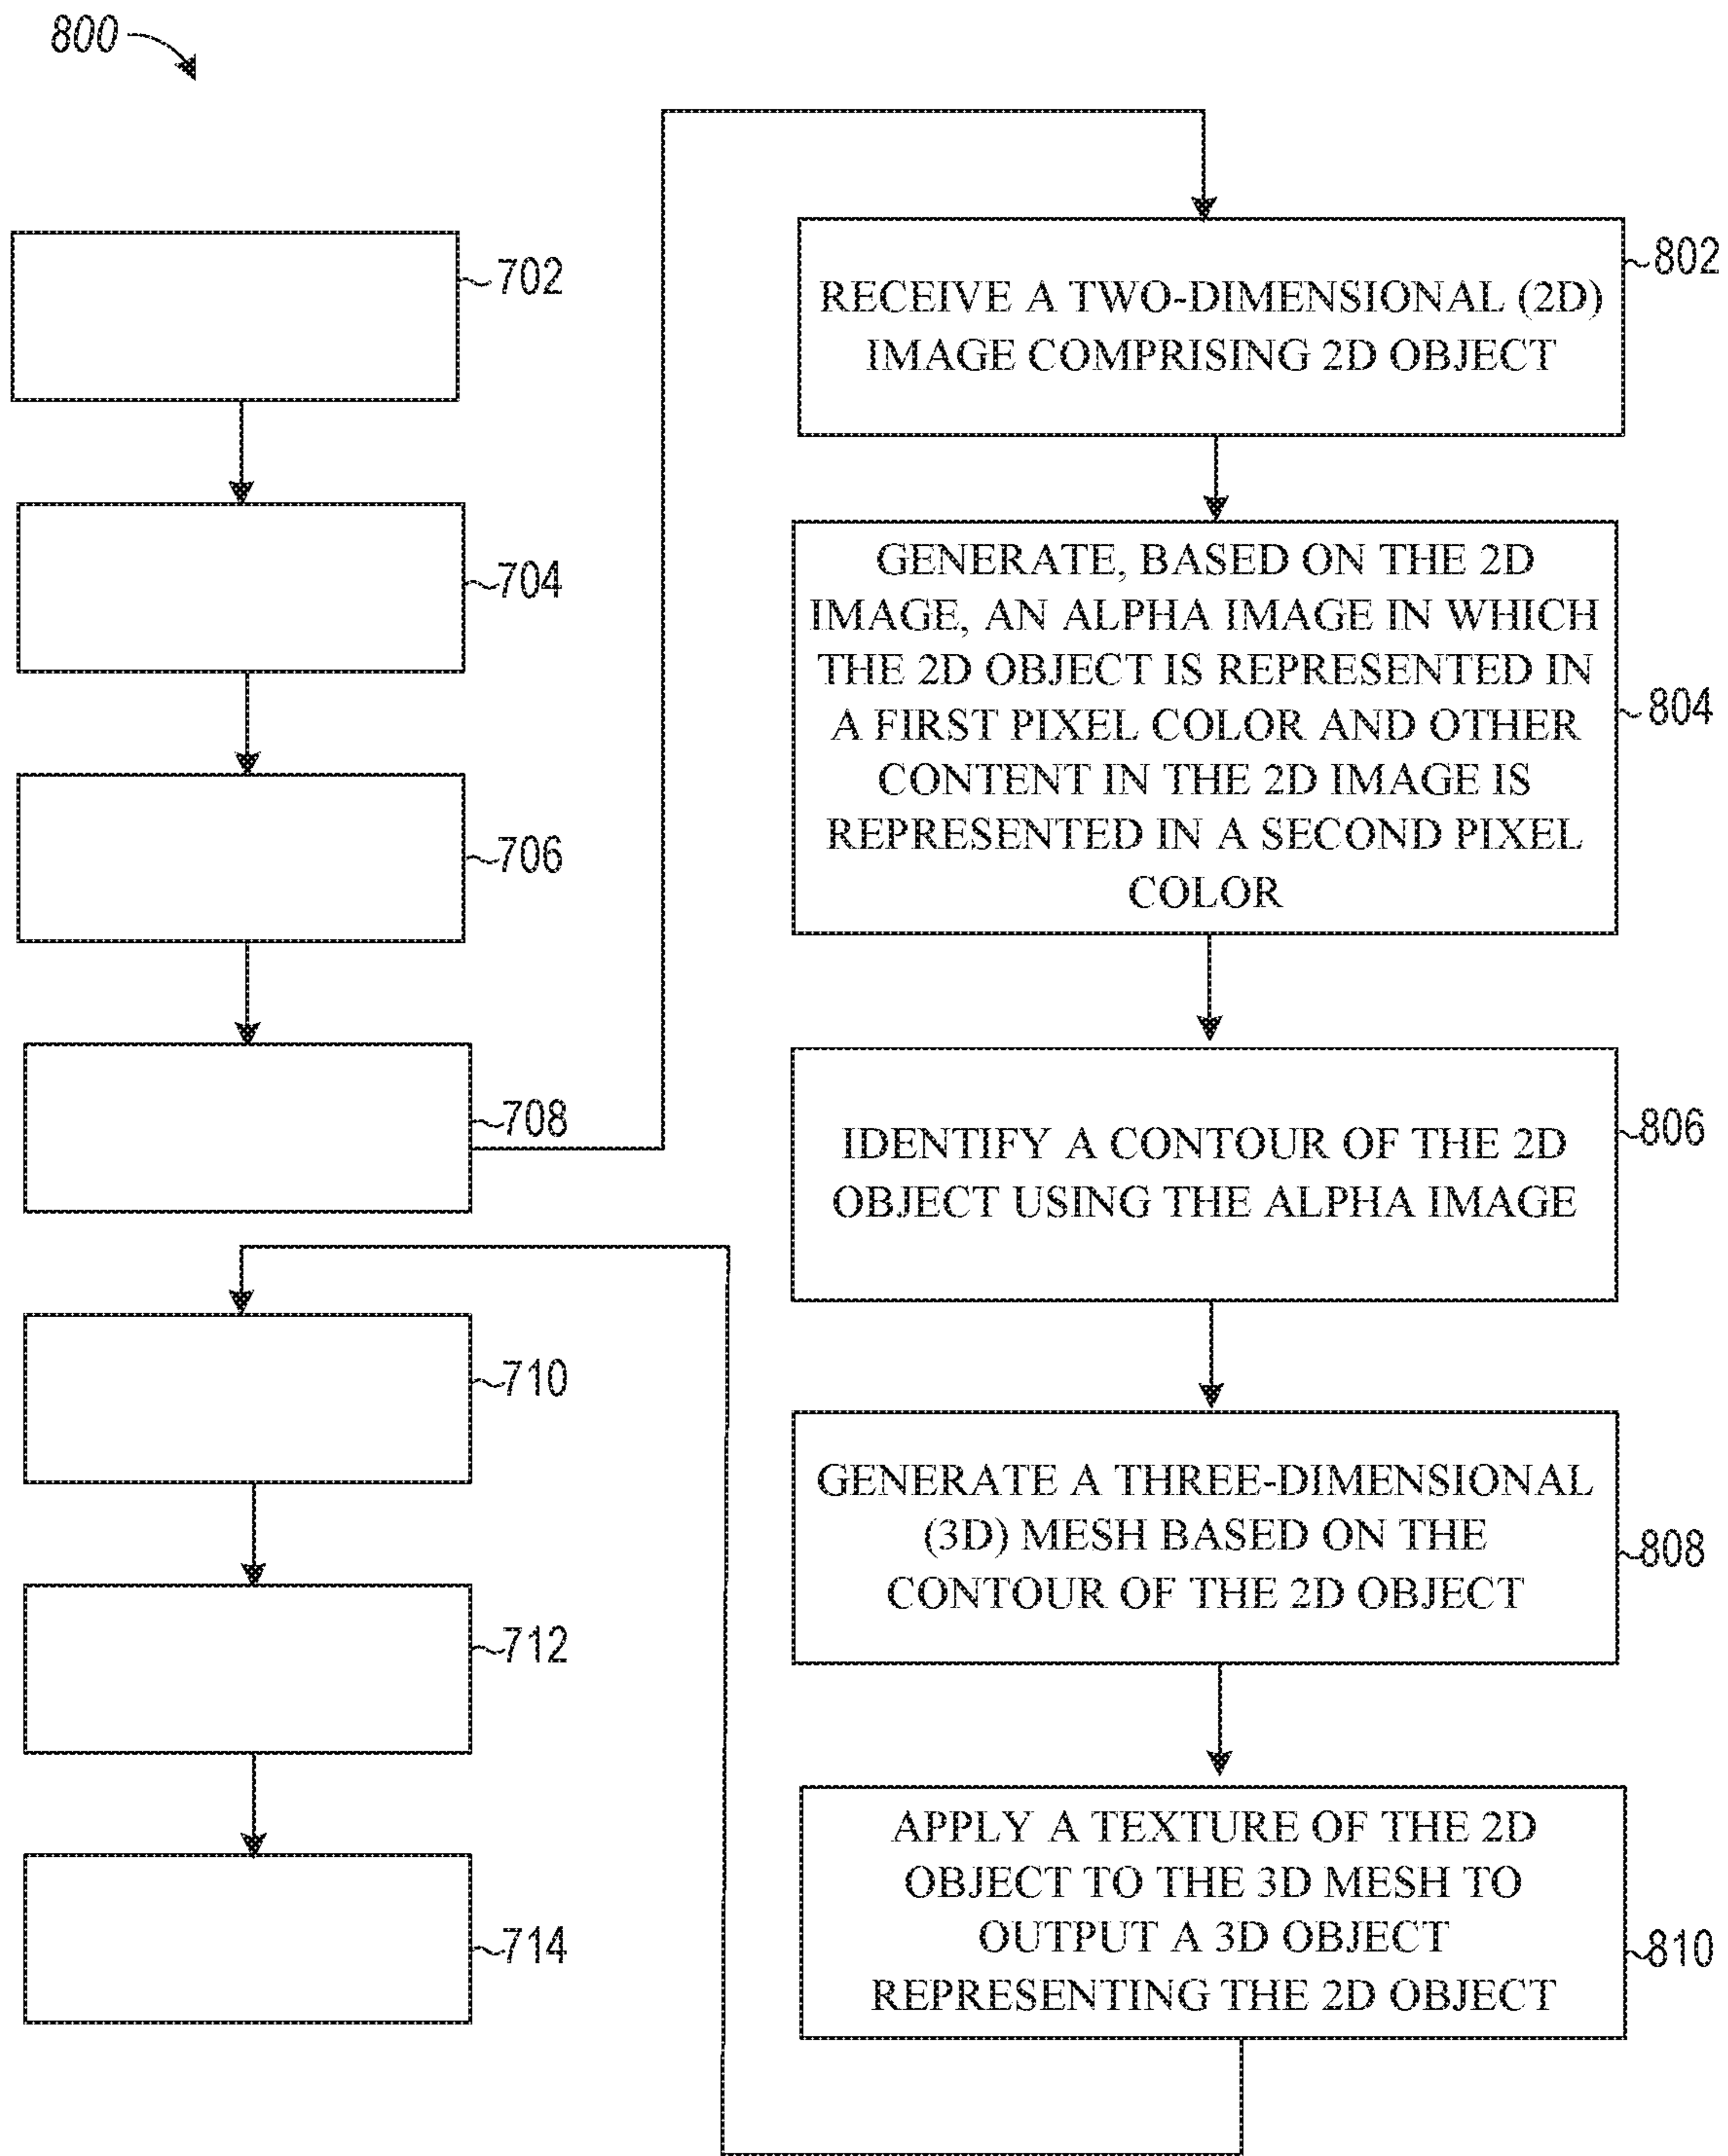 800
702
704
706
708
710
712
714
802
RECEIVE A TWO-DIMENSIONAL (2D)
IMAGE COMPRISING 2D OBJECT
804
GENERATE, BASED ON THE 2D
IMAGE, AN ALPHA IMAGE IN WHICH
THE 2D OBJECT IS REPRESENTED IN
A FIRST PIXEL COLOR AND OTHER
CONTENT IN THE 2D IMAGE IS
REPRESENTED IN A SECOND PIXEL
COLOR
806
IDENTIFY A CONTOUR OF THE 2D
OBJECT USING THE ALPHA IMAGE
808
GENERATE A THREE-DIMENSIONAL
(3D) MESH BASED ON THE
CONTOUR OF THE 2D OBJECT
810
APPLY A TEXTURE OF THE 2D
OBJECT TO THE 3D MESH TO
OUTPUT A 3D OBJECT
REPRESENTING THE 2D OBJECT